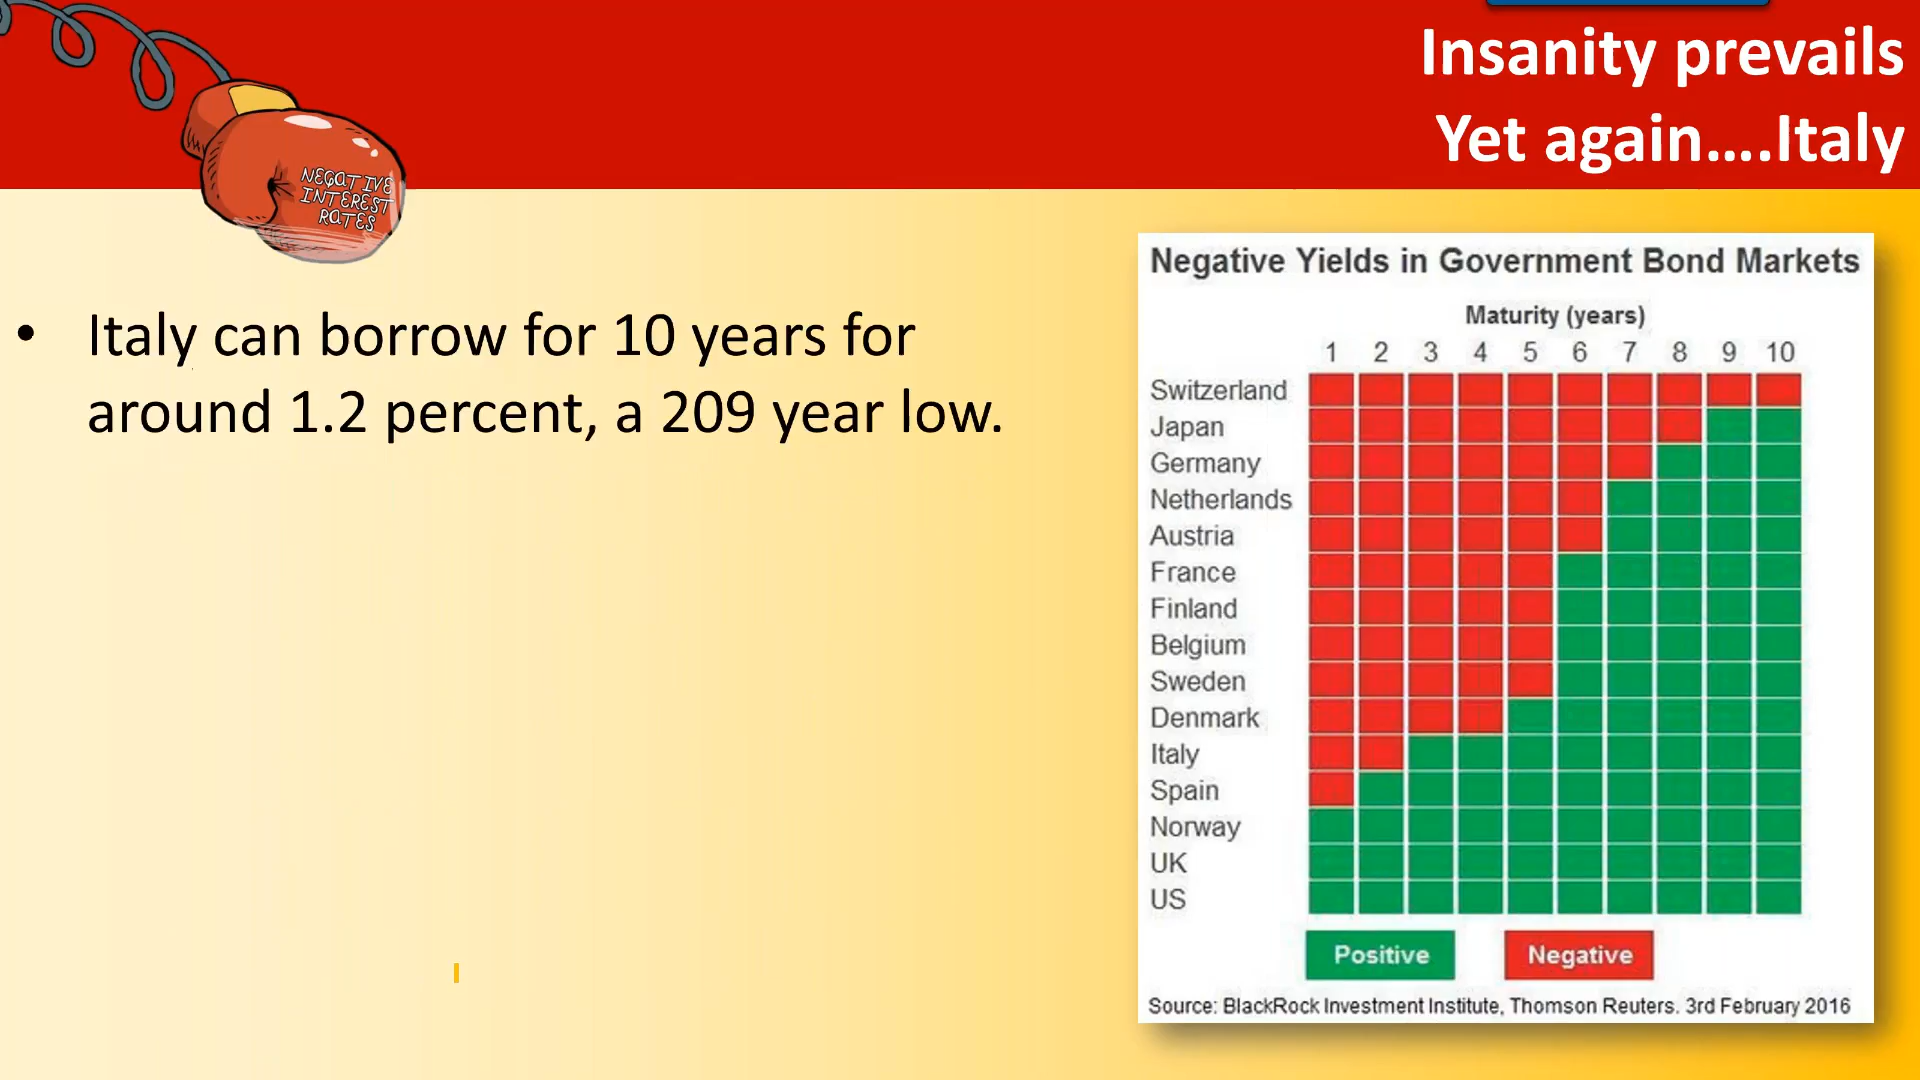 Insanity prevails
Yet again....Italy
NEGATIVE
INTEREST
RATES
• Italy can borrow for 10 years for
around 1.2 percent, a 209 year low.
Negative Yields in Government Bond Markets
Maturity (years)
1 2 3 4 5 6 7 8 9 10
Switzerland
Japan
Germany
Netherlands
Austria
France
Finland
Belgium
Sweden
Denmark
Italy
Spain
Norway
UK
US
Positive Negative
Source: BlackRock Investment Institute, Thomson Reuters. 3rd February 2016